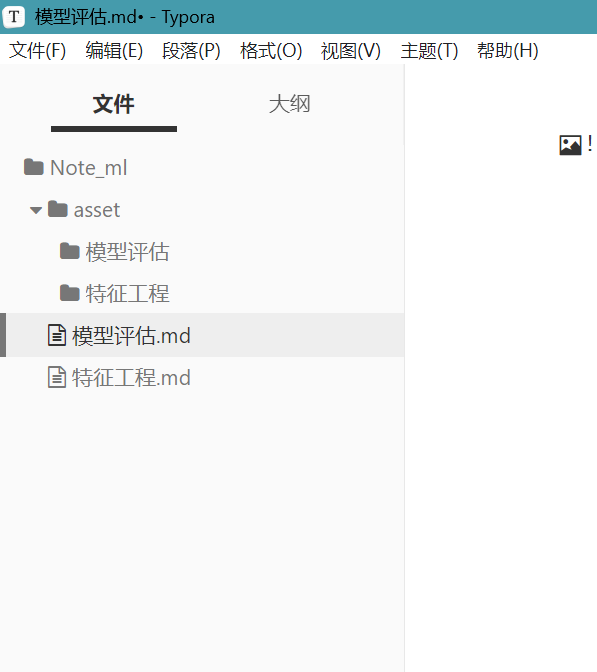 T 模型评估.md• - Typora
文件(F) 编辑(E) 段落(P) 格式(O) 视图(V) 主题(T) 帮助(H)
文件 大纲
!
Note_ml
asset
模型评估
特征工程
模型评估.md
特征工程.md